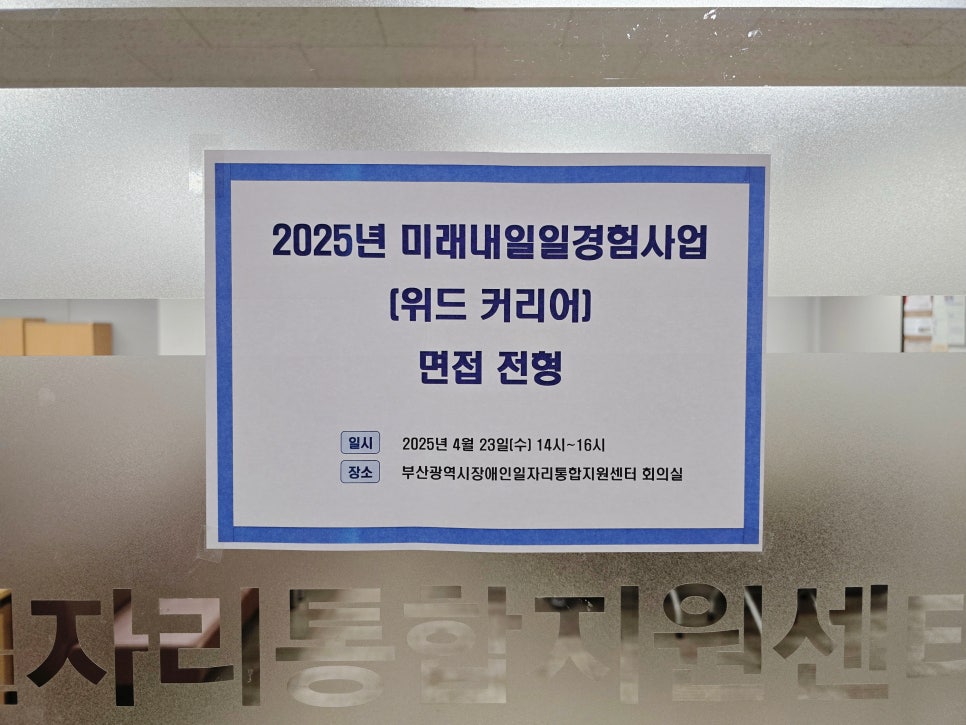 2025년 미래내일일경험사업
(위드 커리어)
면접 전형
일시 2025년 4월 23일(수) 14시~16시
장소 부산광역시장애인일자리통합지원센터 회의실
자리통합지원센